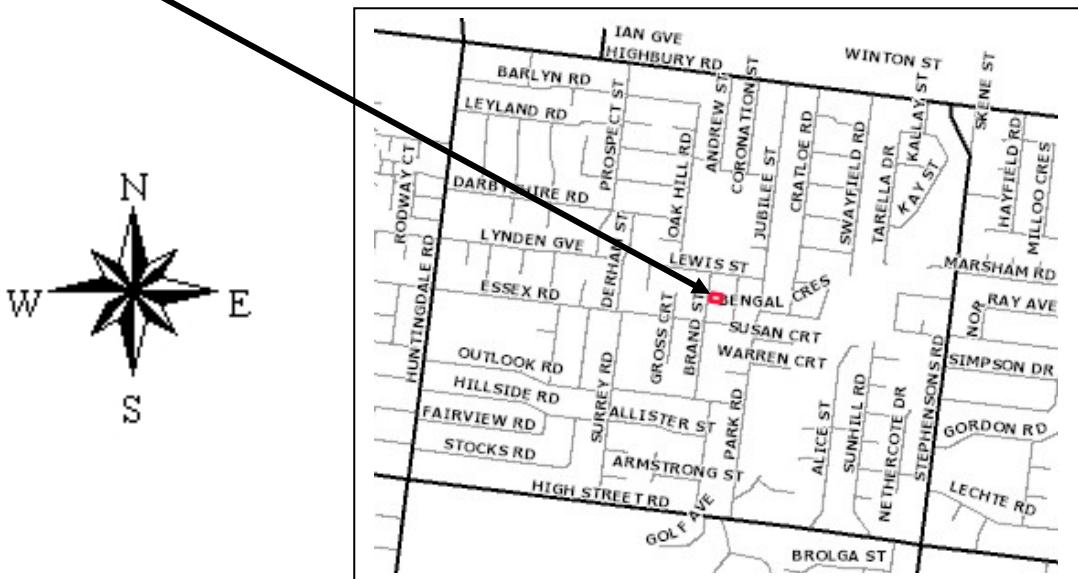 N
W
E
S
IAN GVE
HIGHBURY RD
WINTON ST
BARLYN RD
LEYLAND RD
PROSPECT ST
ANDREW ST
CORONATION ST
KALLAY ST
SKENE ST
RODWAY CT
DARBYSHIRE RD
OAK HILL RD
JUBILEE ST
CRATLOE RD
SWAYFIELD RD
TARELLA DR
KAY ST
HAYFIELD RD
MILLOO CRES
LYNDEN GVE
DERHAM ST
LEWIS ST
MARSHAM RD
HUNTINGDALE RD
ESSEX RD
GROSS CRT
BRAND ST
BENGAL CRES
RAY AVE
NOR
SUSAN CRT
WARREN CRT
SIMPSON DR
OUTLOOK RD
HILLSIDE RD
SURREY RD
ALLISTER ST
PARK RD
ALICE ST
SUNHILL RD
NETHERCOTE DR
STEPHENSONS RD
GORDON RD
FAIRVIEW RD
STOCKS RD
ARMSTRONG ST
HIGH STREET RD
LECHTE RD
GOLF AVE
BROLGA ST